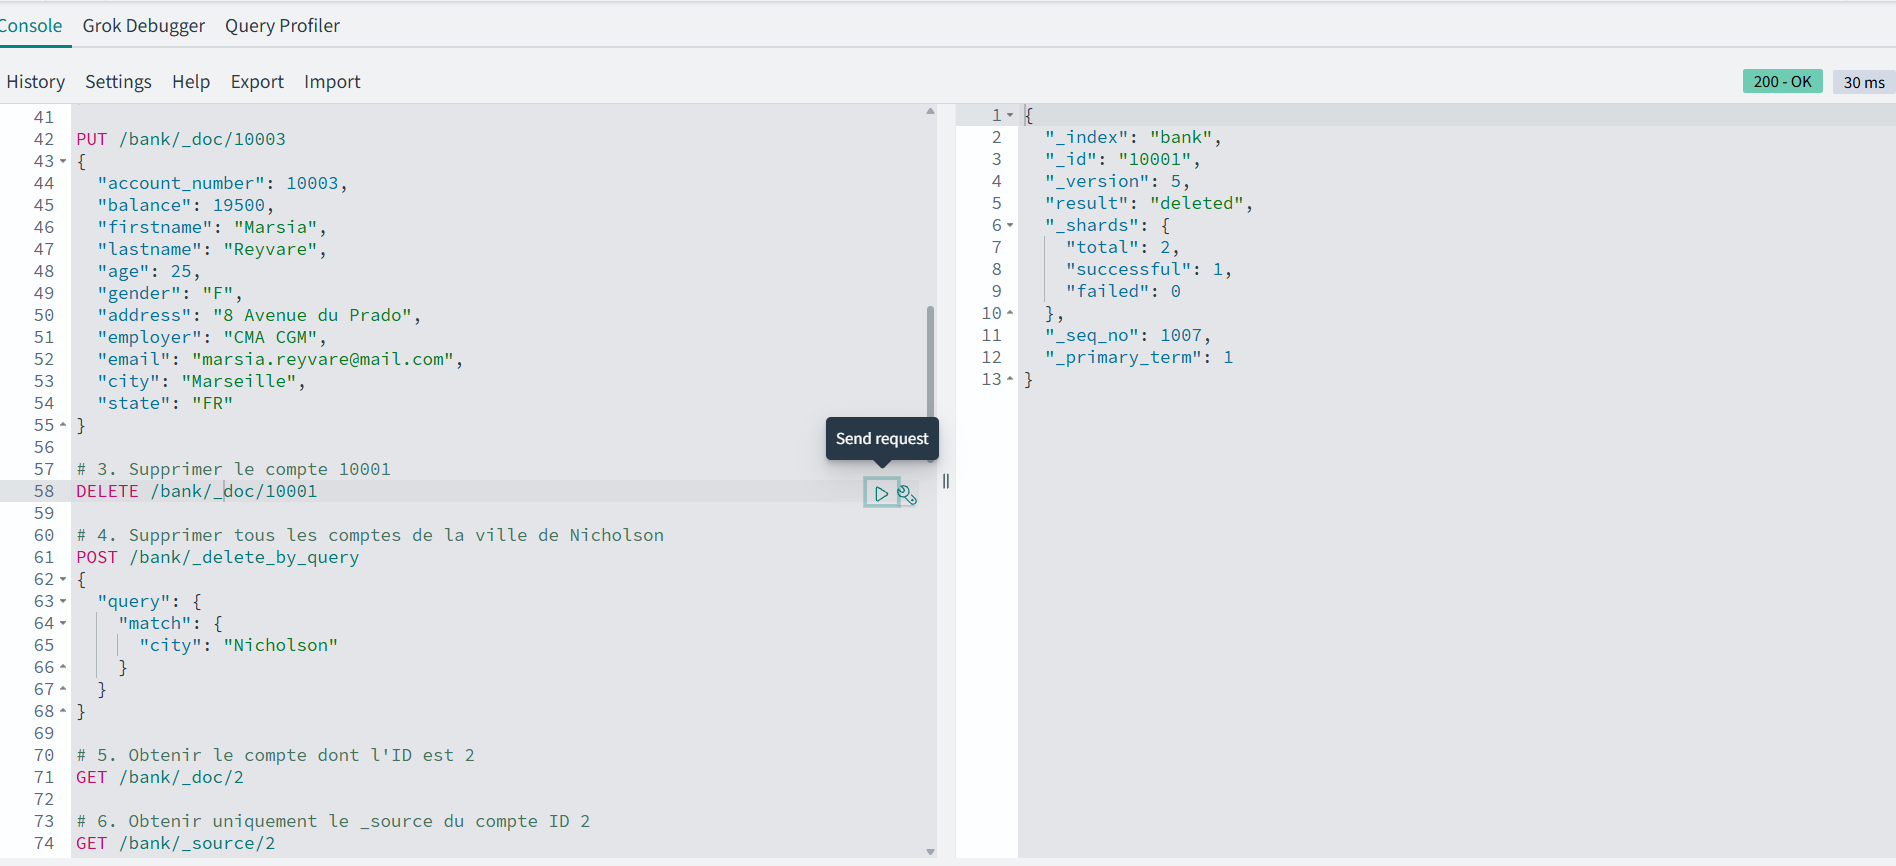 Console Grok Debugger Query Profiler
History Settings Help Export Import 200 - OK 30 ms
41
42 PUT /bank/_doc/10003
43 {
44 "account_number": 10003,
45 "balance": 19500,
46 "firstname": "Marsia",
47 "lastname": "Reyvare",
48 "age": 25,
49 "gender": "F",
50 "address": "8 Avenue du Prado",
51 "employer": "CMA CGM",
52 "email": "marsia.reyvare@mail.com",
53 "city": "Marseille",
54 "state": "FR"
55 }
56
57 # 3. Supprimer le compte 10001
58 DELETE /bank/_doc/10001
59
60 # 4. Supprimer tous les comptes de la ville de Nicholson
61 POST /bank/_delete_by_query
62 {
63 "query": {
64 "match": {
65 "city": "Nicholson"
66 }
67 }
68 }
69
70 # 5. Obtenir le compte dont l'ID est 2
71 GET /bank/_doc/2
72
73 # 6. Obtenir uniquement le _source du compte ID 2
74 GET /bank/_source/2
Send request
1 {
2 "_index": "bank",
3 "_id": "10001",
4 "_version": 5,
5 "result": "deleted",
6 "_shards": {
7 "total": 2,
8 "successful": 1,
9 "failed": 0
10 },
11 "_seq_no": 1007,
12 "_primary_term": 1
13 }